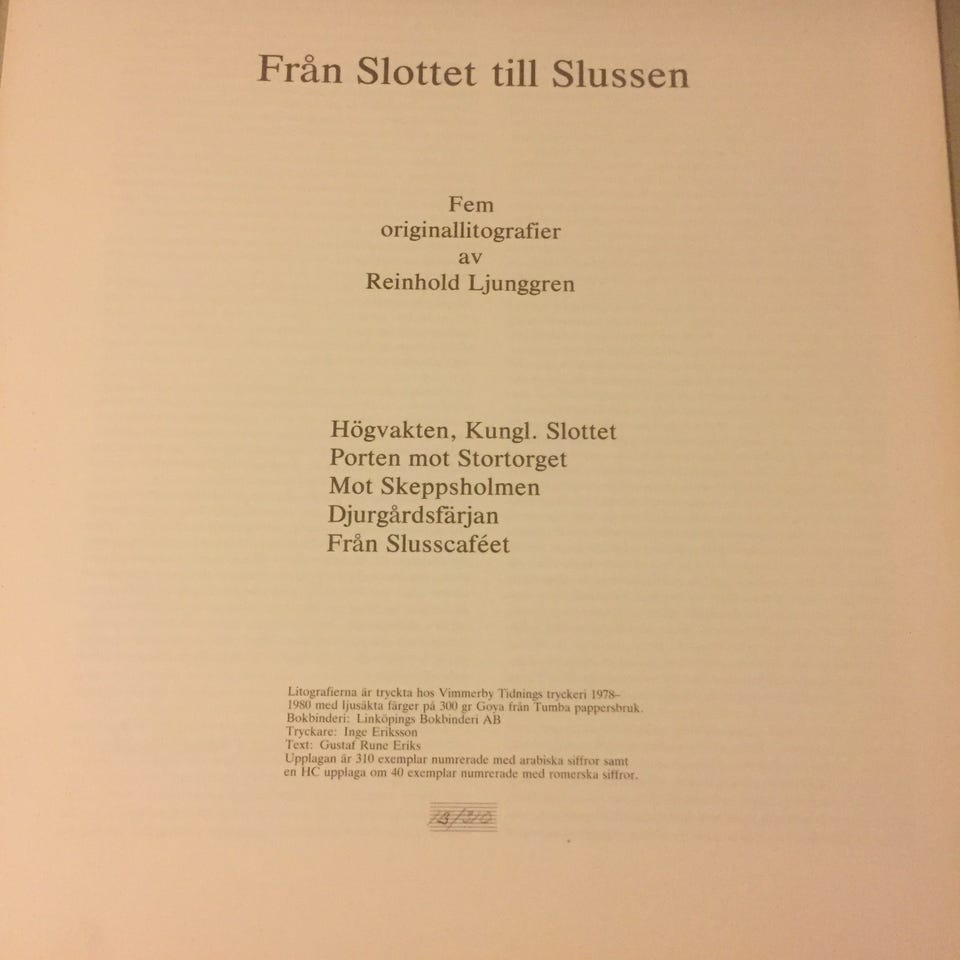 Från Slottet till Slussen
Fem
originallitografier
av
Reinhold Ljunggren
Högvakten, Kungl. Slottet
Porten mot Stortorget
Mot Skeppsholmen
Djurgårdsfärjan
Från Slusscaféet
Litografierna är tryckta hos Vimmerby Tidnings tryckeri 1978–
1980 med ljusäkta färger på 300 gr Goya från Tumba pappersbruk.
Bokbinderi: Linköpings Bokbinderi AB
Tryckare: Inge Eriksson
Text: Gustaf Rune Eriks
Upplagan är 310 exemplar numrerade med arabiska siffror samt
en HC upplaga om 40 exemplar numrerade med romerska siffror.